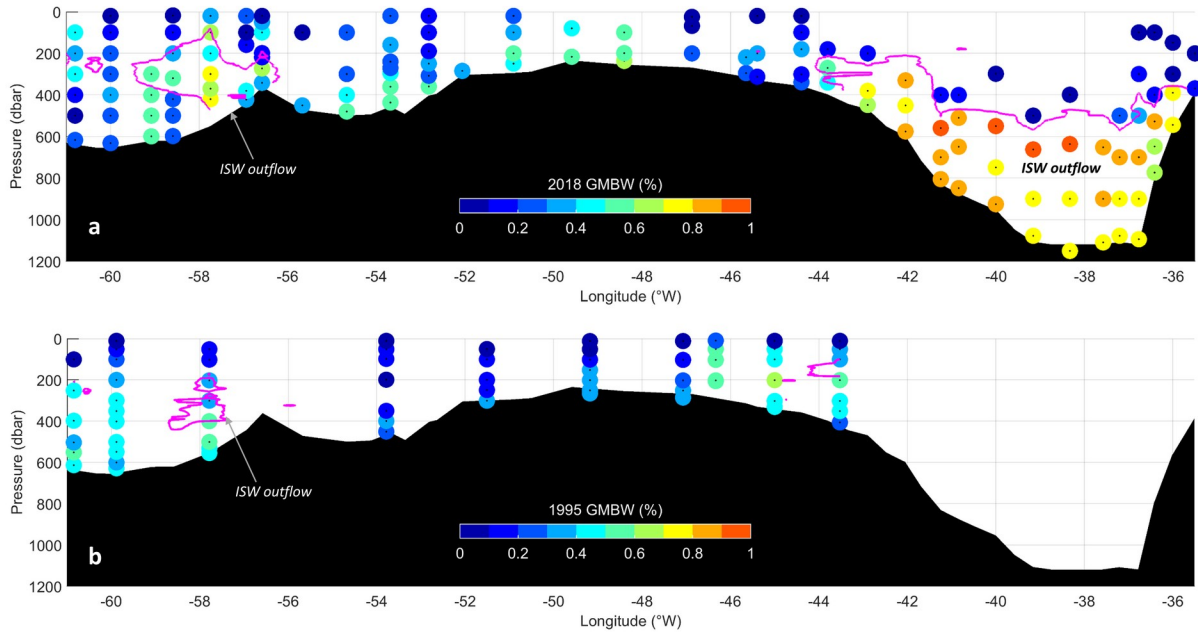 0
200
400
600
800
1000
1200
Pressure (dbar)
ISW outflow
ISW outflow
2018 GMBW (%)
0 0.2 0.4 0.6 0.8 1
a
-60 -58 -56 -54 -52 -50 -48 -46 -44 -42 -40 -38 -36
Longitude (°W)
0
200
400
600
800
1000
1200
Pressure (dbar)
ISW outflow
1995 GMBW (%)
0 0.2 0.4 0.6 0.8 1
b
-60 -58 -56 -54 -52 -50 -48 -46 -44 -42 -40 -38 -36
Longitude (°W)